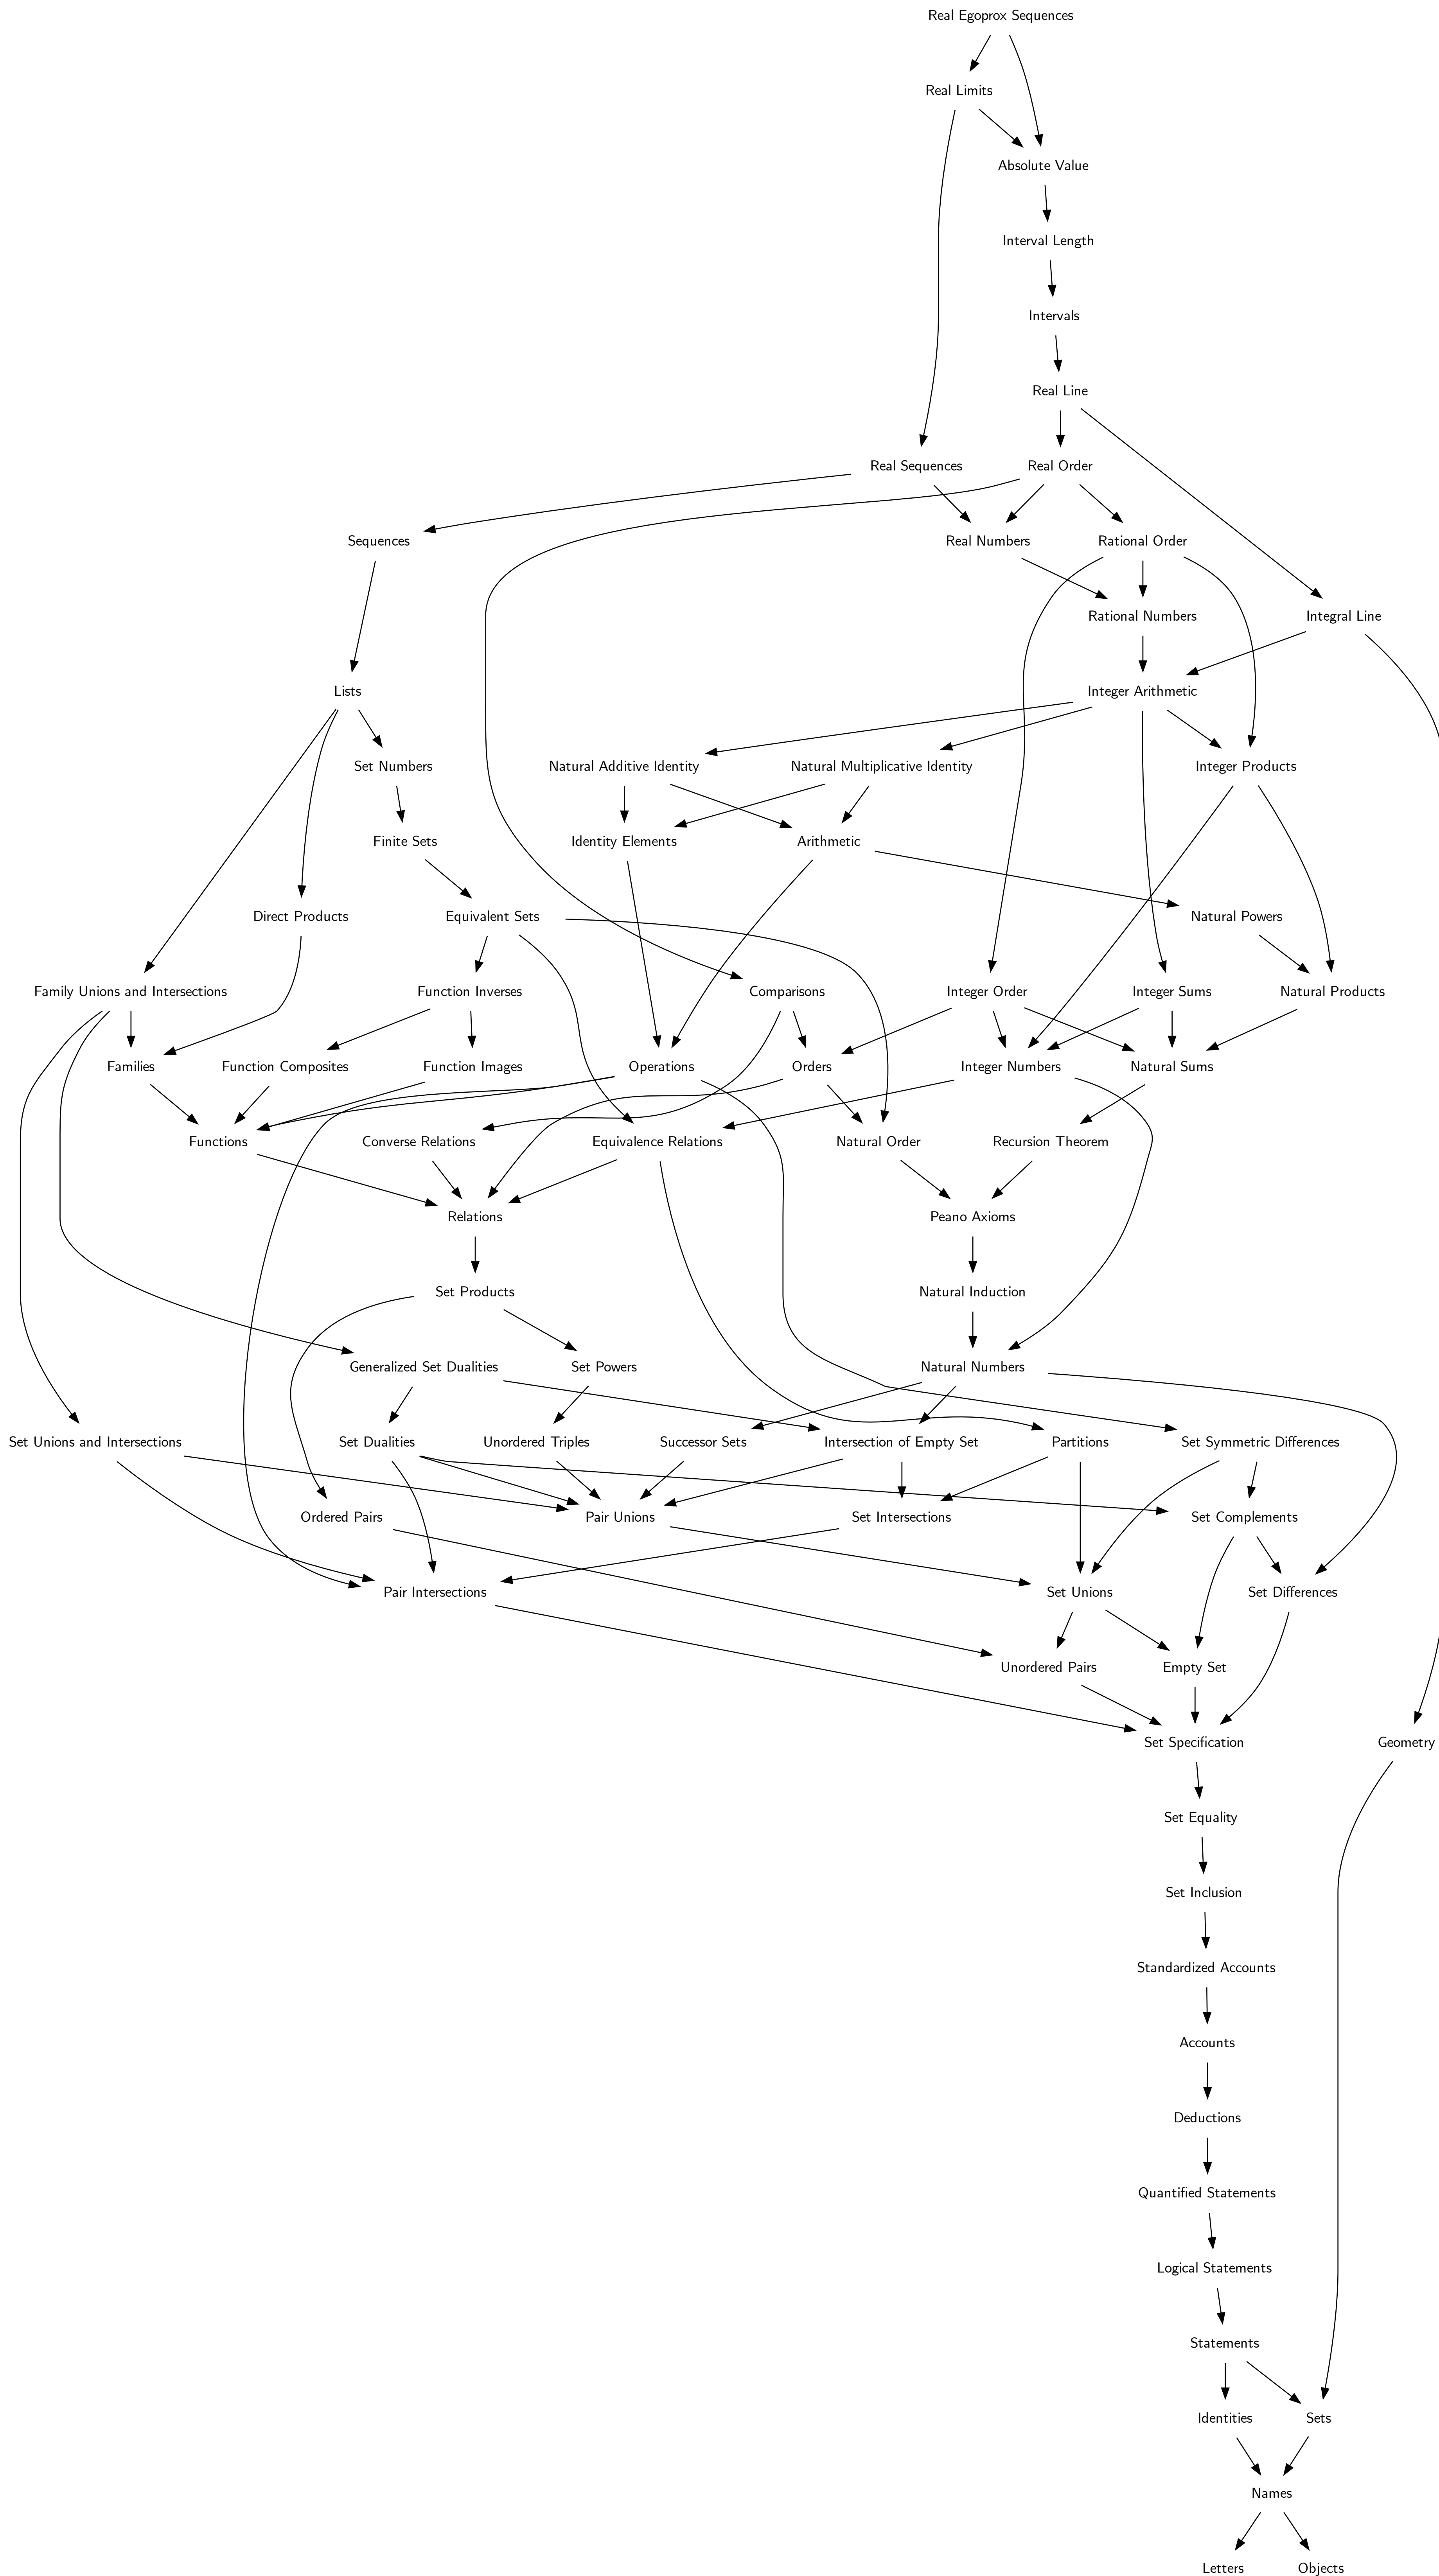 Real Egoprox Sequences
Real Limits
Absolute Value
Interval Length
Intervals
Real Line
Real Sequences
Real Order
Sequences
Real Numbers
Rational Order
Rational Numbers
Integral Line
Lists
Integer Arithmetic
Set Numbers
Natural Additive Identity
Natural Multiplicative Identity
Integer Products
Finite Sets
Identity Elements
Arithmetic
Direct Products
Equivalent Sets
Natural Powers
Family Unions and Intersections
Function Inverses
Comparisons
Integer Order
Integer Sums
Natural Products
Families
Function Composites
Function Images
Operations
Orders
Integer Numbers
Natural Sums
Functions
Converse Relations
Equivalence Relations
Natural Order
Recursion Theorem
Relations
Peano Axioms
Set Products
Natural Induction
Generalized Set Dualities
Set Powers
Natural Numbers
Set Unions and Intersections
Set Dualities
Unordered Triples
Successor Sets
Intersection of Empty Set
Partitions
Set Symmetric Differences
Ordered Pairs
Pair Unions
Set Intersections
Set Complements
Pair Intersections
Set Unions
Set Differences
Unordered Pairs
Empty Set
Set Specification
Geometry
Set Equality
Set Inclusion
Standardized Accounts
Accounts
Deductions
Quantified Statements
Logical Statements
Statements
Identities
Sets
Names
Letters
Objects